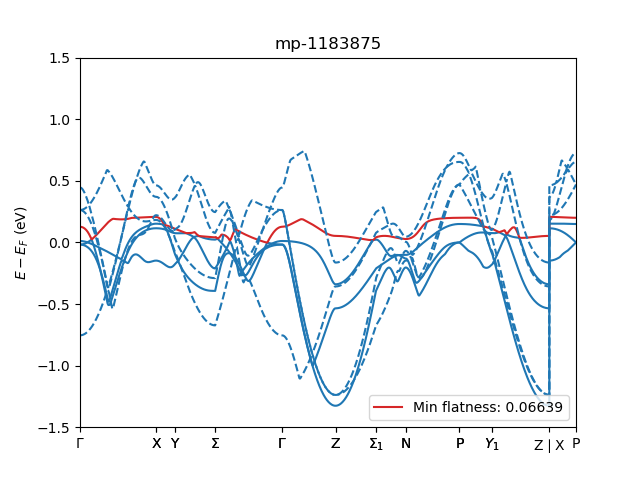 mp-1183875
E − E_F (eV)
1.5
1.0
0.5
0.0
−0.5
−1.0
−1.5
Min flatness: 0.06639
Γ X Y Σ Γ Z Σ₁ N P Y₁ Z | X P